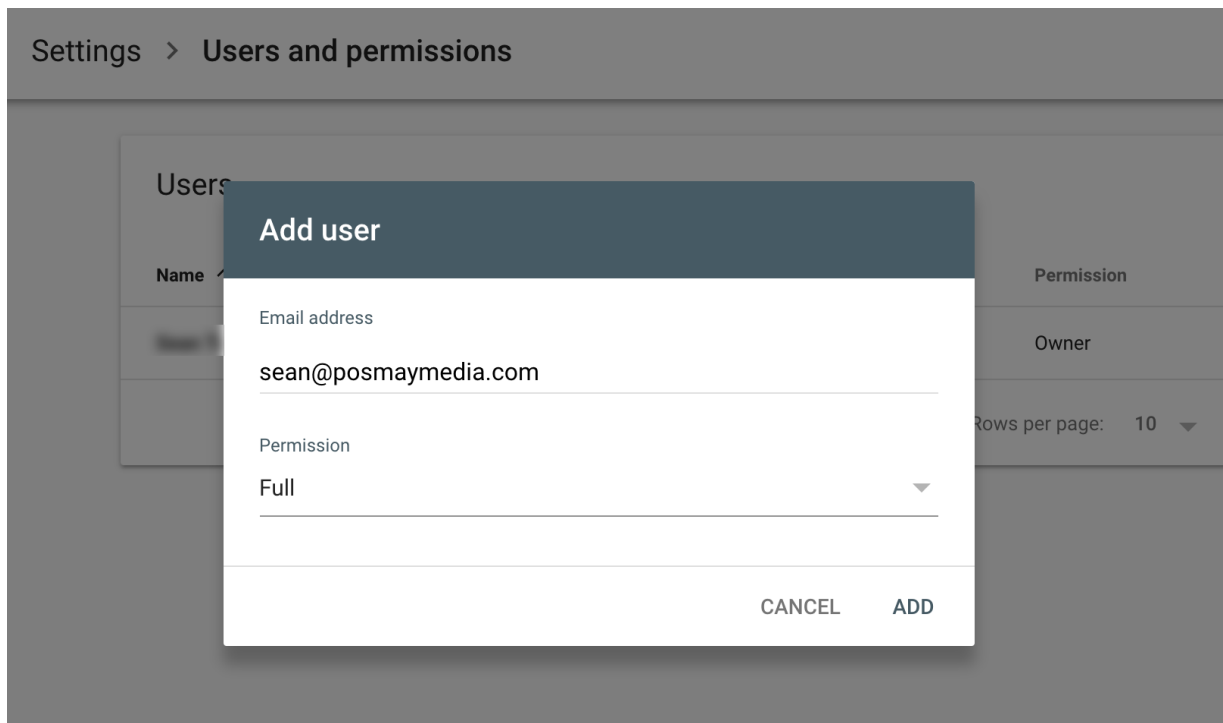 Settings > Users and permissions
Users
Add user
Name
Permission
Email address
Owner
sean@posmaymedia.com
Rows per page: 10
Permission
Full
CANCEL ADD